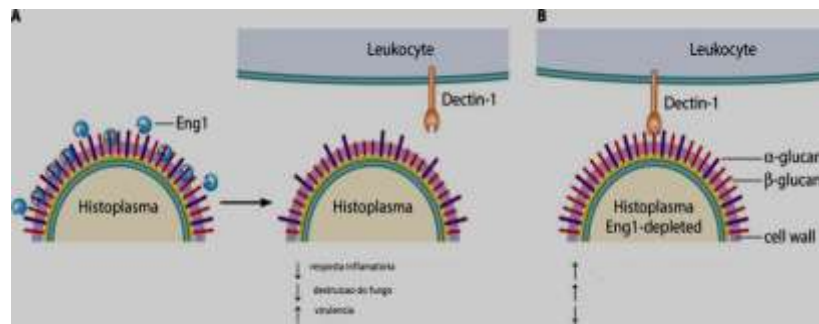 A
Leukocyte
Dectin-1
Eng1
Histoplasma
Histoplasma
↓ resposta inflamatoria
↓ destruicao do fungo
↑ virulencia
B
Leukocyte
Dectin-1
α-glucan
β-glucan
Histoplasma
Eng1-depleted
cell wall
↑
↑
↓